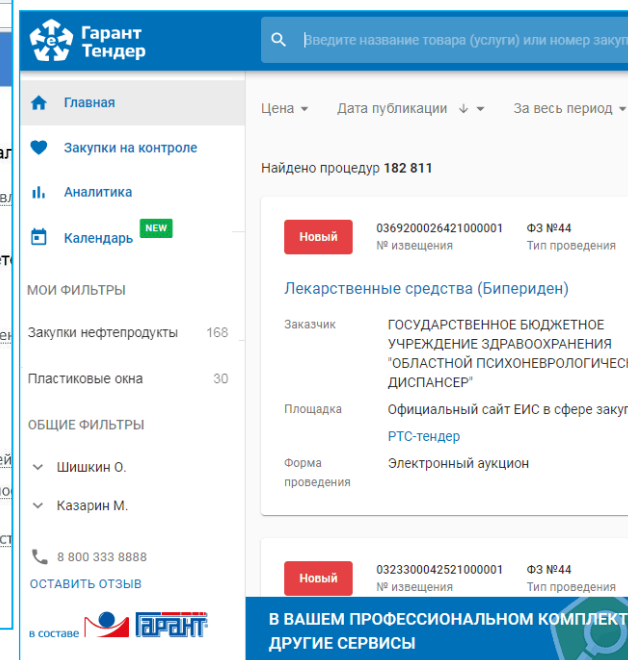 Гарант
Тендер
Введите название товара (услуги) или номер закуп
Главная
Закупки на контроле
Аналитика
Календарь NEW
МОИ ФИЛЬТРЫ
Закупки нефтепродукты 168
Пластиковые окна 30
ОБЩИЕ ФИЛЬТРЫ
Шишкин О.
Казарин М.
8 800 333 8888
ОСТАВИТЬ ОТЗЫВ
в составе ГАРАНТ
Цена Дата публикации За весь период
Найдено процедур 182 811
Новый 0369200026421000001 ФЗ №44
№ извещения Тип проведения
Лекарственные средства (Бипериден)
Заказчик ГОСУДАРСТВЕННОЕ БЮДЖЕТНОЕ
УЧРЕЖДЕНИЕ ЗДРАВООХРАНЕНИЯ
"ОБЛАСТНОЙ ПСИХОНЕВРОЛОГИЧЕС
ДИСПАНСЕР"
Площадка Официальный сайт ЕИС в сфере закуп
РТС-тендер
Форма Электронный аукцион
проведения
Новый 0323300042521000001 ФЗ №44
№ извещения Тип проведения
В ВАШЕМ ПРОФЕССИОНАЛЬНОМ КОМПЛЕКТ
ДРУГИЕ СЕРВИСЫ